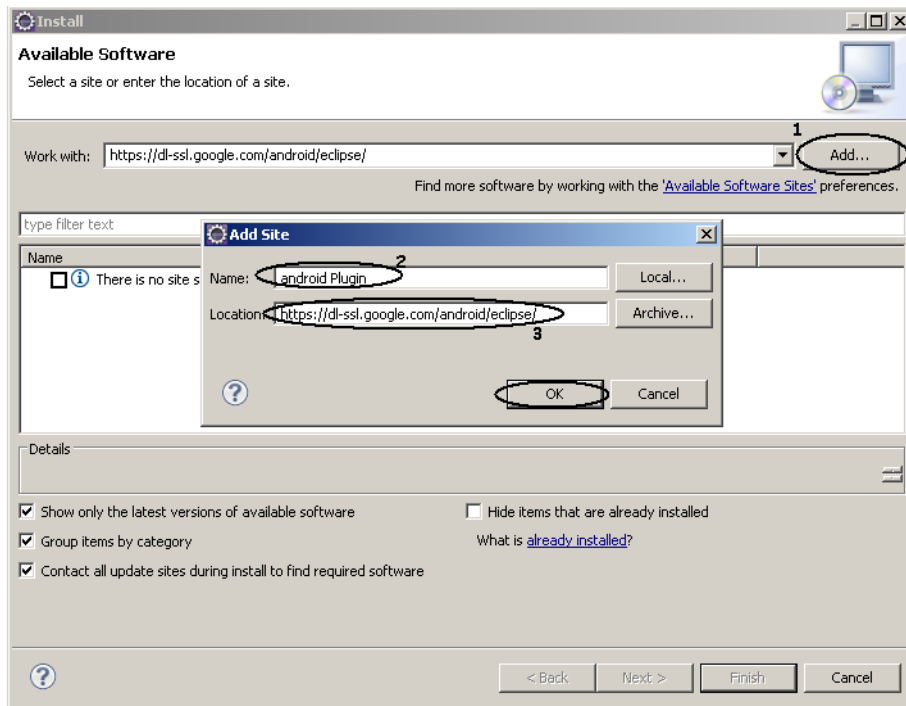 Install
Available Software
Select a site or enter the location of a site.
1
Work with: https://dl-ssl.google.com/android/eclipse/ Add...
Find more software by working with the 'Available Software Sites' preferences.
type filter text
Name
There is no site s
Add Site
2
Name: android Plugin Local...
Location: https://dl-ssl.google.com/android/eclipse/ Archive...
3
? OK Cancel
Details
Show only the latest versions of available software Hide items that are already installed
Group items by category What is already installed?
Contact all update sites during install to find required software
? < Back Next > Finish Cancel